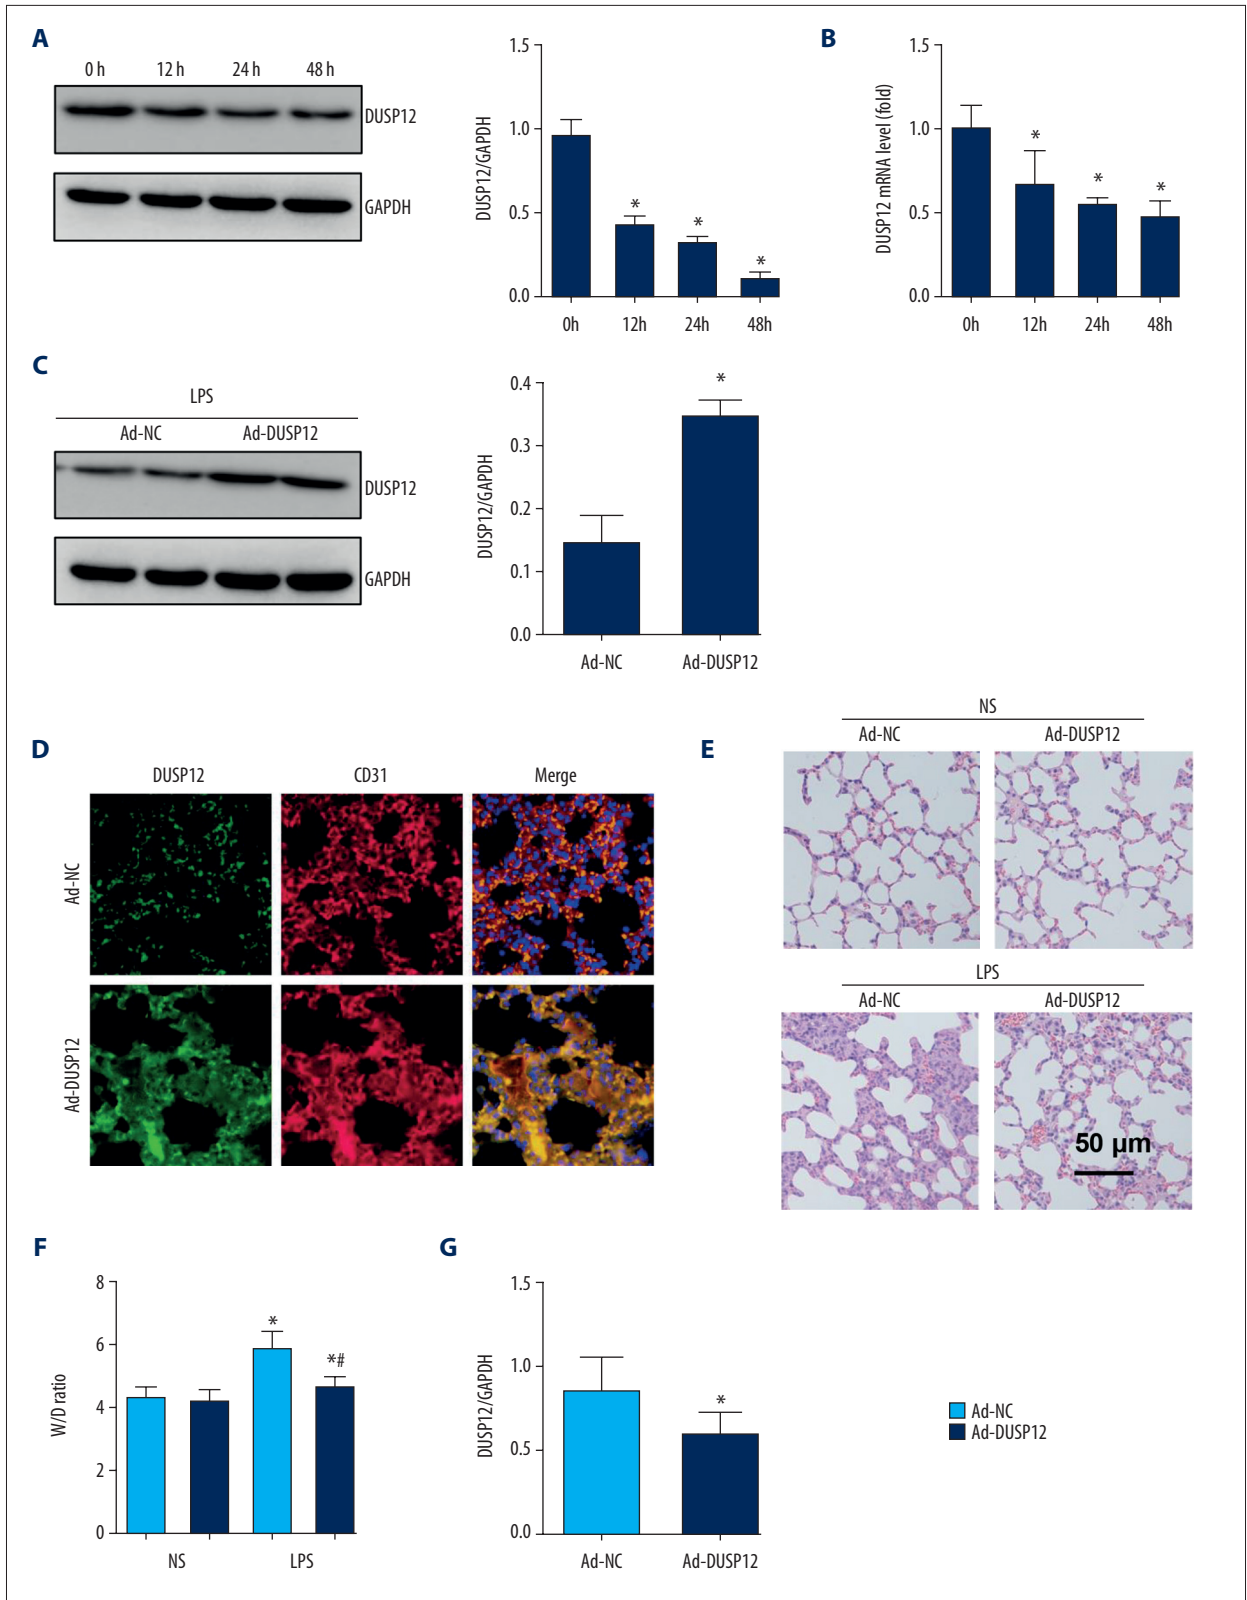 A
0 h 12 h 24 h 48 h
DUSP12
GAPDH
DUSP12/GAPDH
1.5
1.0
0.5
0.0
* * *
0h 12h 24h 48h
B
DUSP12 mRNA level (fold)
1.5
1.0
0.5
0.0
* * *
0h 12h 24h 48h
C
LPS
Ad-NC Ad-DUSP12
DUSP12
GAPDH
DUSP12/GAPDH
0.4
0.3
0.2
0.1
0.0
*
Ad-NC Ad-DUSP12
D
DUSP12 CD31 Merge
Ad-NC
Ad-DUSP12
E
NS
Ad-NC Ad-DUSP12
LPS
Ad-NC Ad-DUSP12
50 µm
F
W/D ratio
8
6
4
2
0
* *#
NS LPS
G
DUSP12/GAPDH
1.5
1.0
0.5
0.0
*
Ad-NC Ad-DUSP12
Ad-NC
Ad-DUSP12